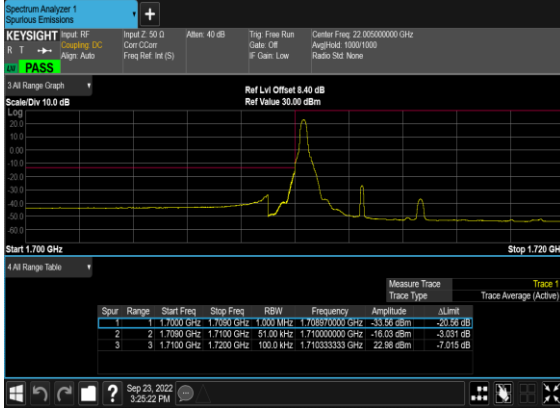 Spectrum Analyzer 1
Spurious Emissions
+
KEYSIGHT Input: RF Input Z: 50 Ω Atten: 40 dB Trig: Free Run Center Freq: 22.005000000 GHz
R T Coupling: DC Corr CCorr Gate: Off Avg|Hold: 1000/1000
Align: Auto Freq Ref: Int (S) IF Gain: Low Radio Std: None
PASS
3 All Range Graph Ref Lvl Offset 8.40 dB
Scale/Div 10.0 dB Ref Value 30.00 dBm
Log
20.0
10.0
0.00
-10.0
-20.0
-30.0
-40.0
-50.0
-60.0
Start 1.700 GHz Stop 1.720 GH
4 All Range Table
Measure Trace Trace 1
Trace Type Trace Average (Active)
Spur Range Start Freq Stop Freq RBW Frequency Amplitude ΔLimit
1 1 1.7000 GHz 1.7090 GHz 1.000 MHz 1.708970000 GHz -33.56 dBm -20.56 dB
2 2 1.7090 GHz 1.7100 GHz 51.00 kHz 1.710000000 GHz -16.03 dBm -3.031 dB
3 3 1.7100 GHz 1.7200 GHz 100.0 kHz 1.710333333 GHz 22.98 dBm -7.015 dB
? Sep 23, 2022
3:25:22 PM